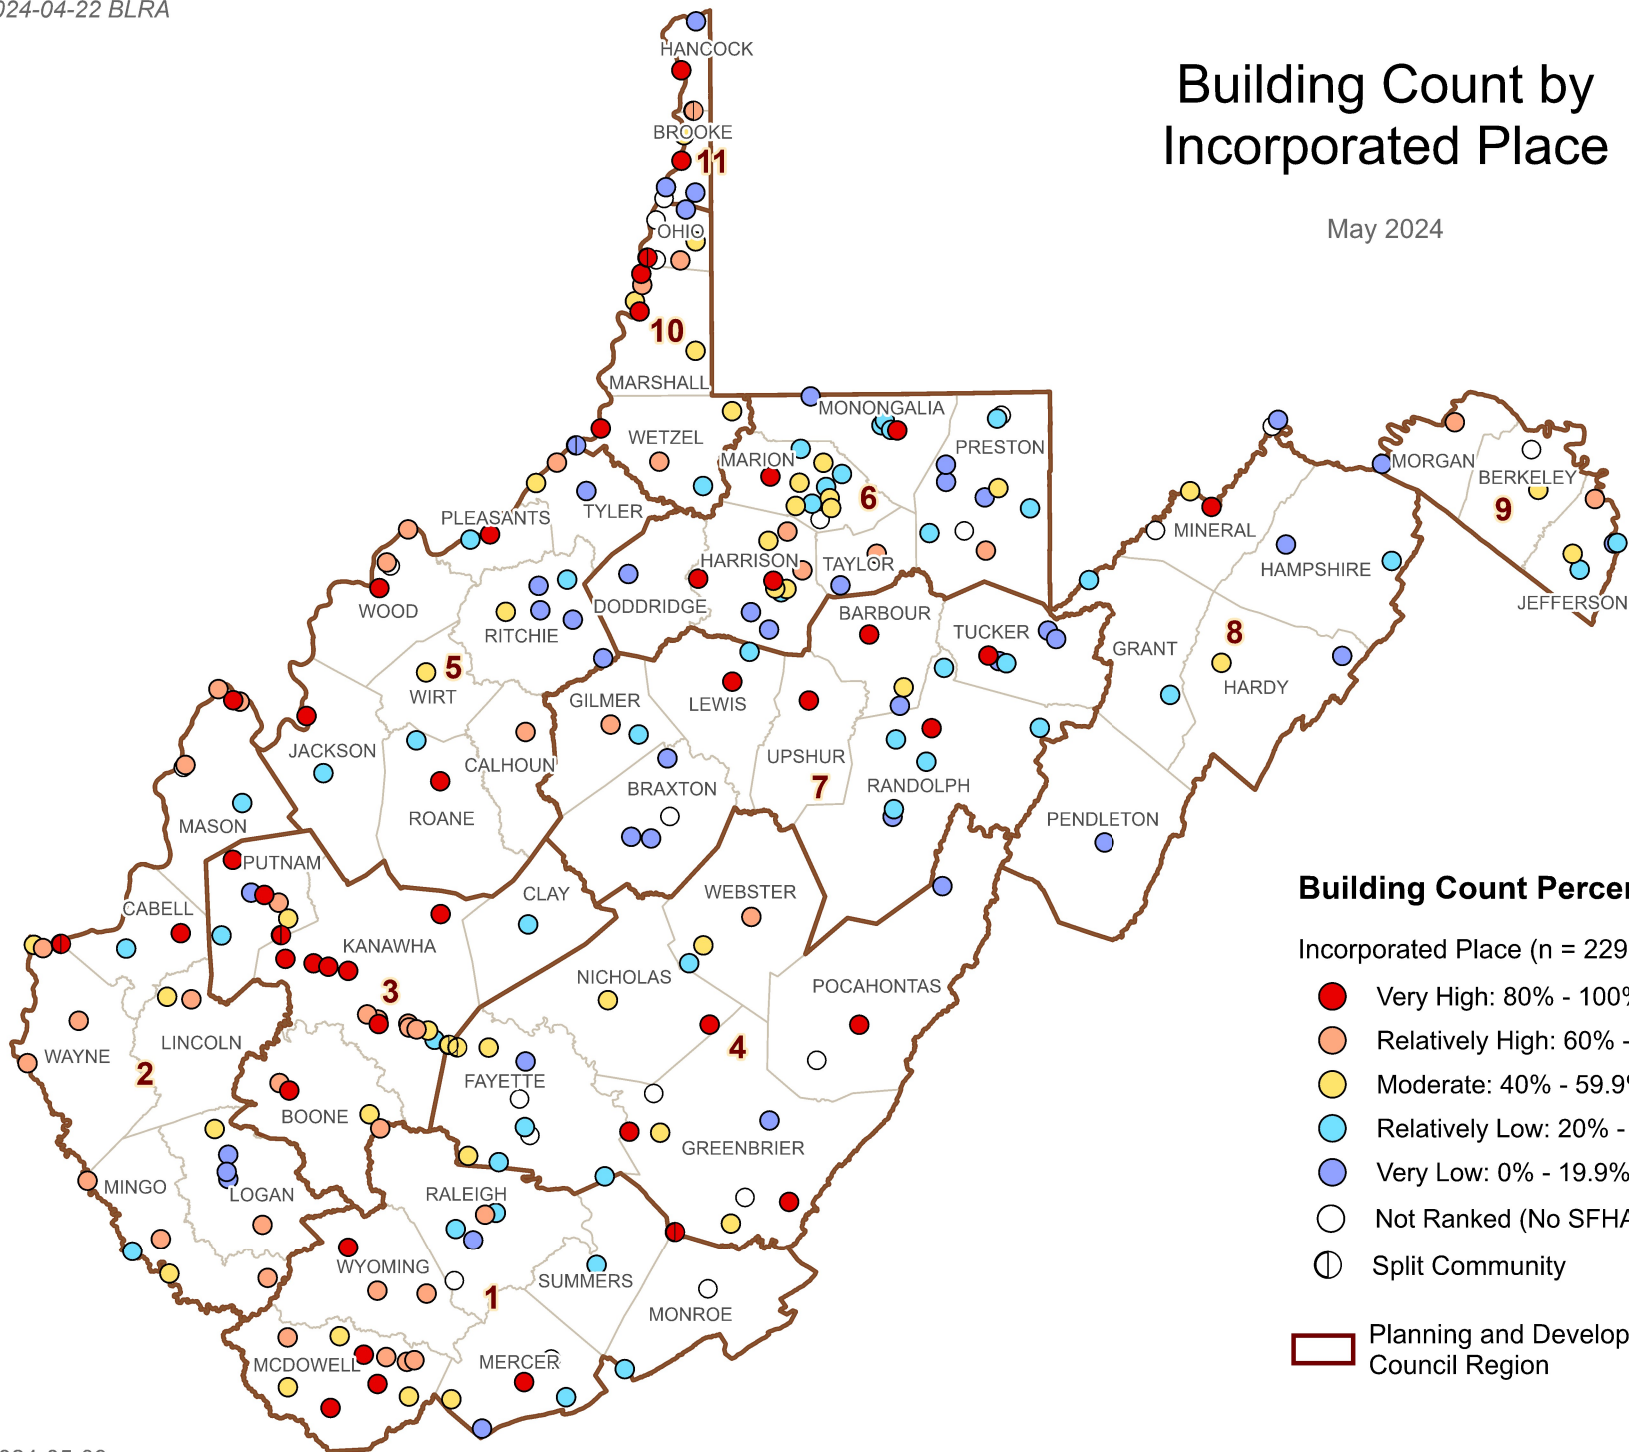 024-04-22 BLRA
Building Count by
Incorporated Place
May 2024
HANCOCK
BROOKE
11
OHIO
10
MARSHALL
WETZEL
MONONGALIA
MARION
PRESTON
6
TYLER
PLEASANTS
HARRISON
TAYLOR
DODDRIDGE
WOOD
RITCHIE
5
WIRT
BARBOUR
TUCKER
GRANT
8
HARDY
MINERAL
HAMPSHIRE
MORGAN
BERKELEY
9
JEFFERSON
GILMER
LEWIS
UPSHUR
7
RANDOLPH
JACKSON
CALHOUN
ROANE
BRAXTON
PENDLETON
MASON
PUTNAM
CABELL
CLAY
KANAWHA
3
WEBSTER
NICHOLAS
POCAHONTAS
4
LINCOLN
WAYNE
2
FAYETTE
BOONE
GREENBRIER
MINGO
LOGAN
RALEIGH
WYOMING
1
SUMMERS
MONROE
MCDOWELL
MERCER
Building Count Percen
Incorporated Place (n = 229
Very High: 80% - 100%
Relatively High: 60% -
Moderate: 40% - 59.9%
Relatively Low: 20% -
Very Low: 0% - 19.9%
Not Ranked (No SFHA
Split Community
Planning and Develop
Council Region